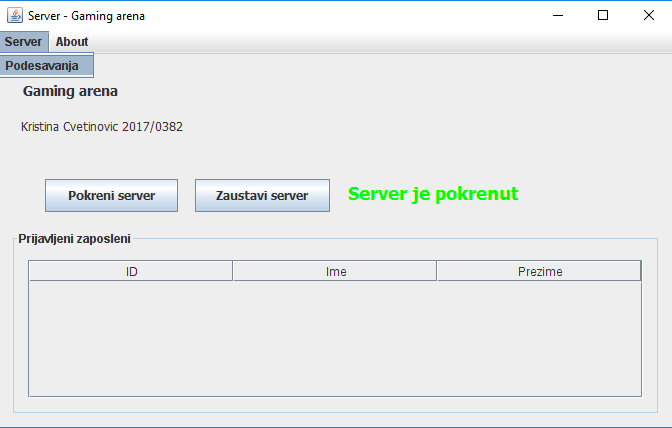 Server - Gaming arena
Server About
Podesavanja
Gaming arena
Kristina Cvetinovic 2017/0382
Pokreni server Zaustavi server Server je pokrenut
Prijavljeni zaposleni
ID Ime Prezime